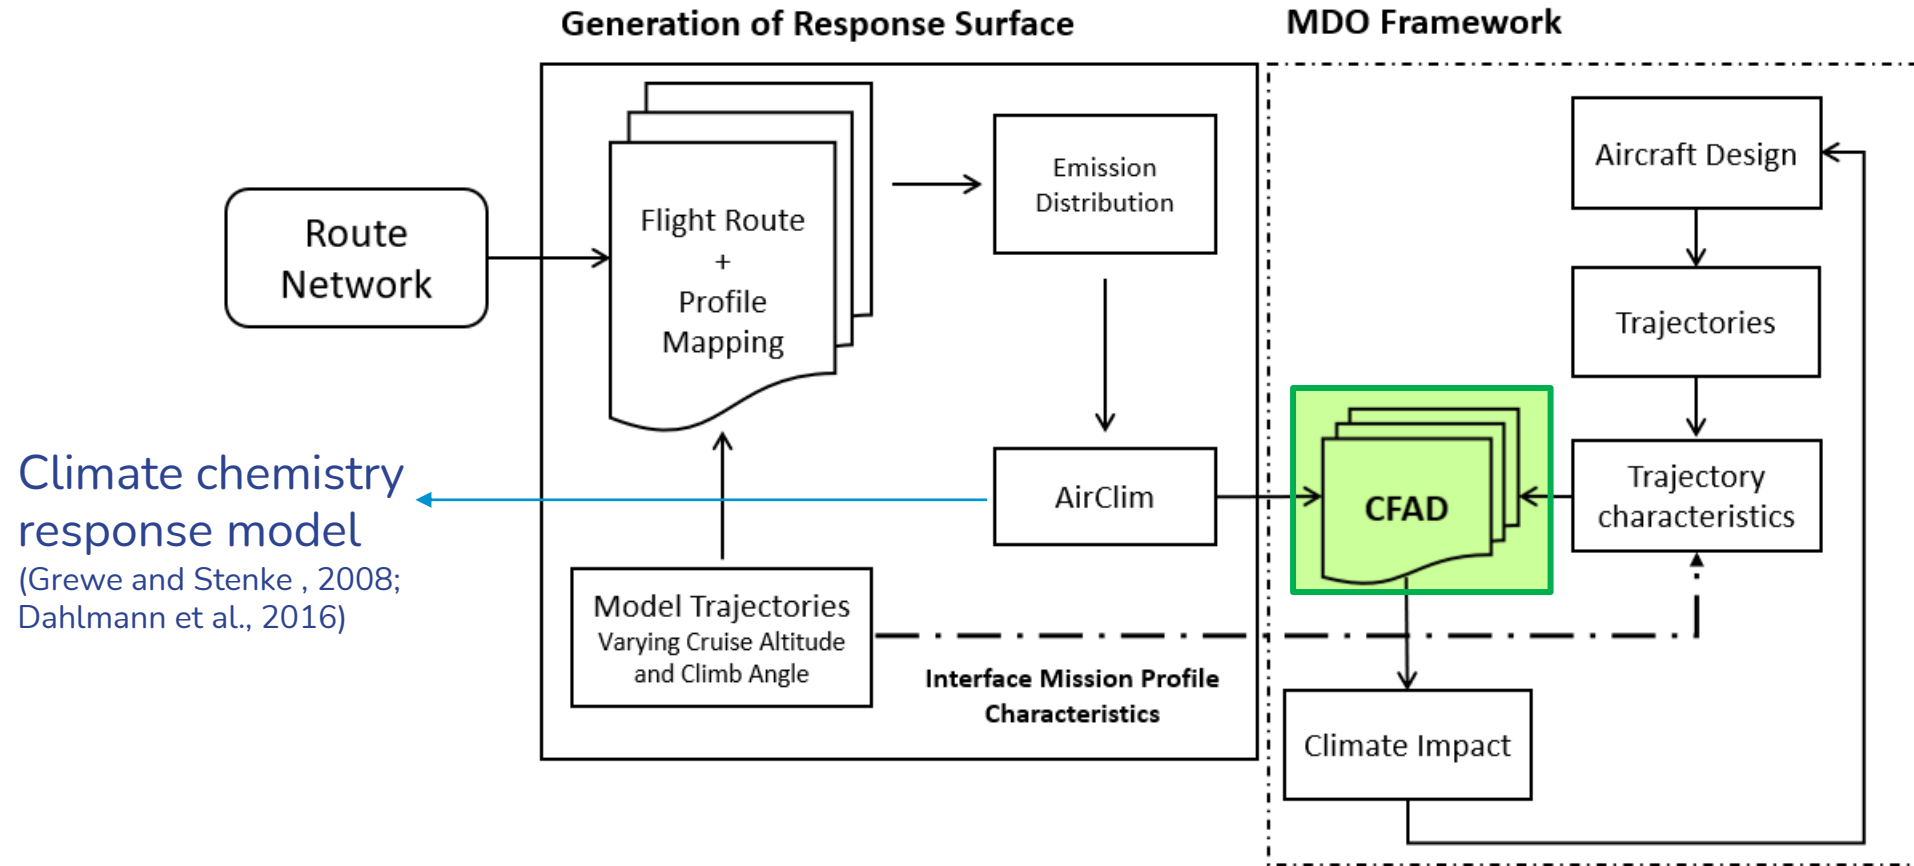 Generation of Response Surface
MDO Framework
Route
Network
Flight Route
+
Profile
Mapping
Emission
Distribution
Aircraft Design
Trajectories
Climate chemistry
response model
(Grewe and Stenke , 2008;
Dahlmann et al., 2016)
AirClim
CFAD
Trajectory
characteristics
Model Trajectories
Varying Cruise Altitude
and Climb Angle
Interface Mission Profile
Characteristics
Climate Impact